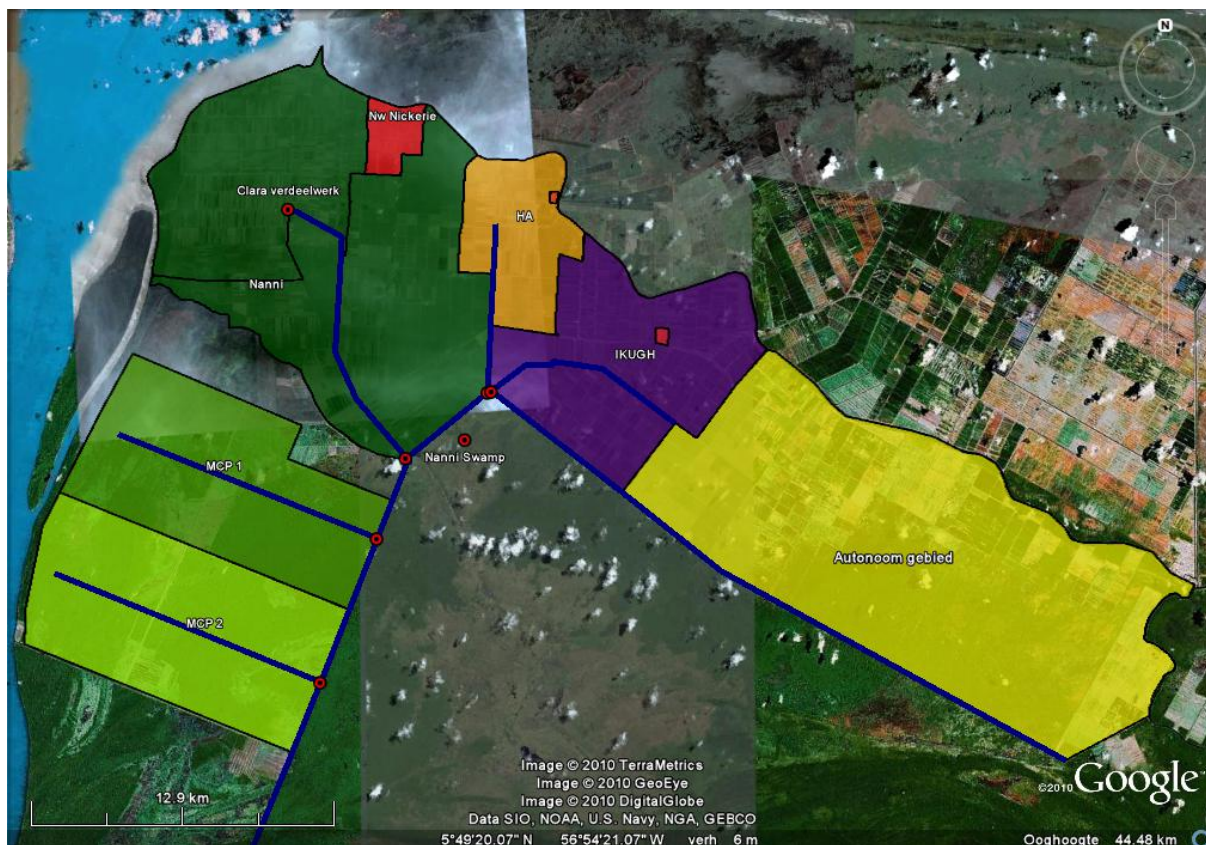 N
Nw Nickerie
Clara verdeelwerk
HA
Nanni
IKUGH
Nanni Swamp
MCP 1
Autonoom gebied
MCP 2
Image © 2010 TerraMetrics
Image © 2010 GeoEye
Image © 2010 DigitalGlobe
Data SIO, NOAA, U.S. Navy, NGA, GEBCO
©2010 Google
12.9 km
5°49'20.07" N 56°54'21.07" W verh 6 m
Ooghoogte 44.48 km